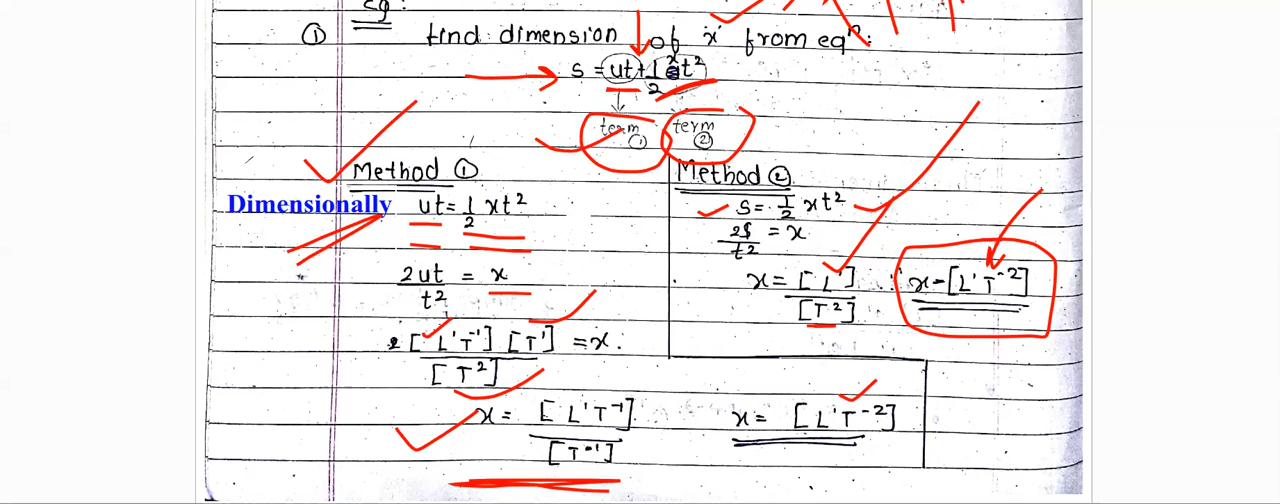 Eg:
① find dimension of 'x' from eqⁿ:
s = ut + 1/2 xt²
term ① term ②
Method ①
Dimensionally ut = 1/2 xt²
2ut/t² = x
2[L¹T⁻¹][T¹]/[T²] = x.
x = [L¹T⁻¹]/[T⁻¹]
x = [L¹T⁻²]
Method ②
s = 1/2 xt²
2s/t² = x
x = [L¹]/[T²] ∵ x = [L¹T⁻²]